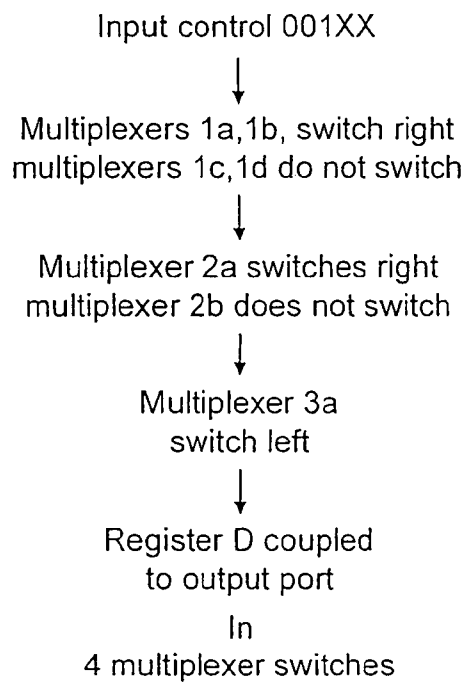 Input control 001XX
Multiplexers 1a,1b, switch right
multiplexers 1c,1d do not switch
Multiplexer 2a switches right
multiplexer 2b does not switch
Multiplexer 3a
switch left
Register D coupled
to output port
In
4 multiplexer switches